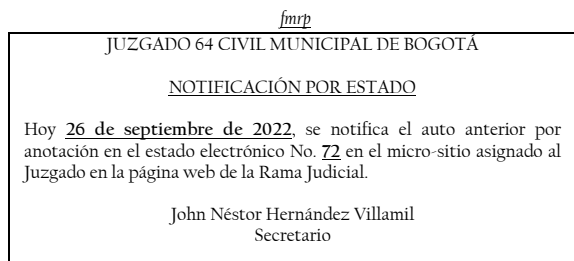 fmrp
JUZGADO 64 CIVIL MUNICIPAL DE BOGOTÁ
NOTIFICACIÓN POR ESTADO
Hoy 26 de septiembre de 2022, se notifica el auto anterior por
anotación en el estado electrónico No. 72 en el micro-sitio asignado al
Juzgado en la página web de la Rama Judicial.
John Néstor Hernández Villamil
Secretario